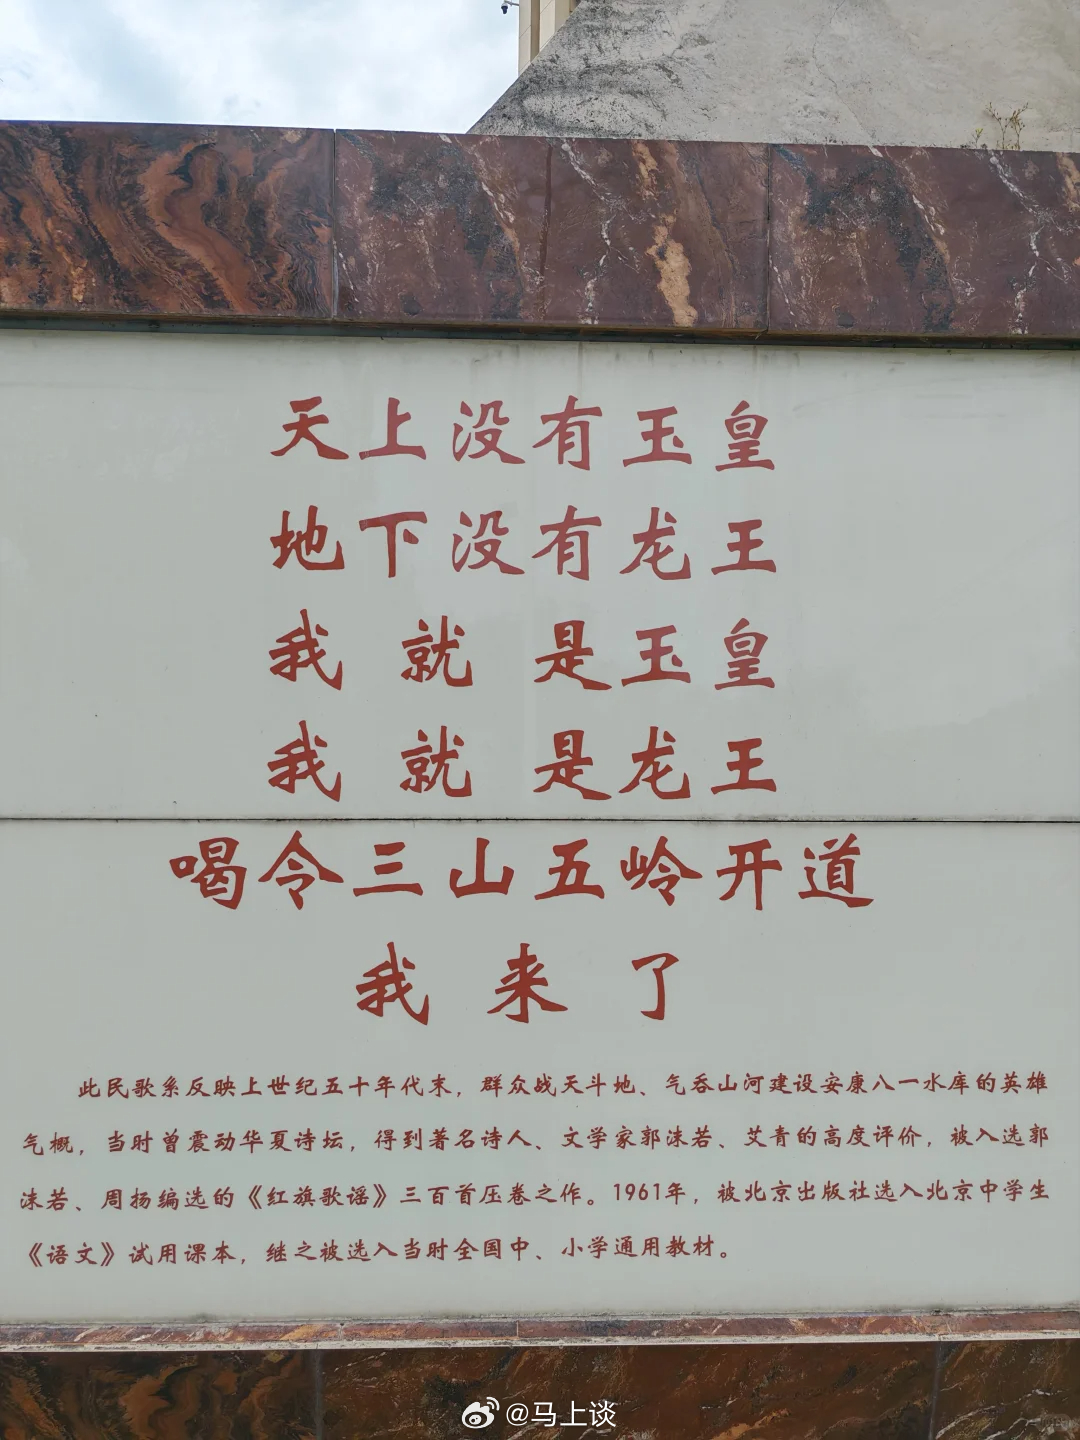 天上没有玉皇
地下没有龙王
我就是玉皇
我就是龙王
喝令三山五岭开道
我来了
此民歌系反映上世纪五十年代末，群众战天斗地、气吞山河建设安康八一水库的英雄
气概，当时曾震动华夏诗坛，得到著名诗人、文学家郭沫若、艾青的高度评价，被入选郭
沫若、周扬编选的《红旗歌谣》三百首压卷之作。1961年，被北京出版社选入北京中学生
《语文》试用课本，继之被选入当时全国中、小学通用教材。
@马上谈